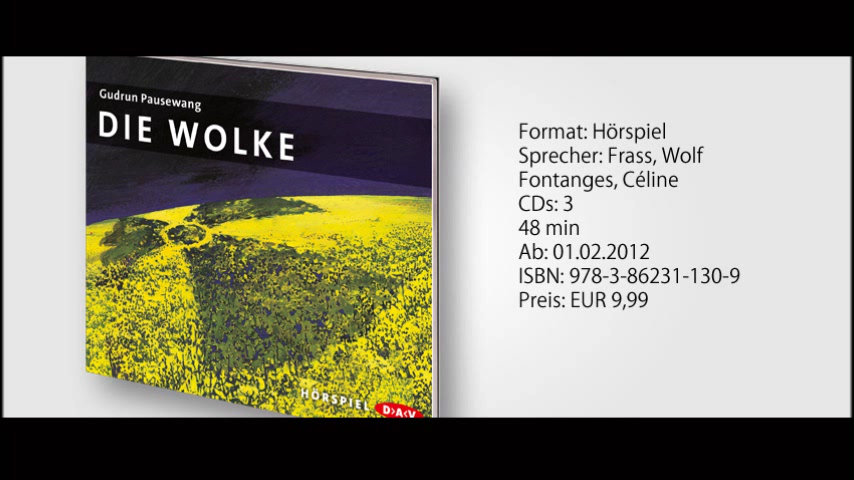 Gudrun Pausewang
DIE WOLKE
HÖRSPIEL
D>A<V
Format: Hörspiel
Sprecher: Frass, Wolf
Fontanges, Céline
CDs: 3
48 min
Ab: 01.02.2012
ISBN: 978-3-86231-130-9
Preis: EUR 9,99